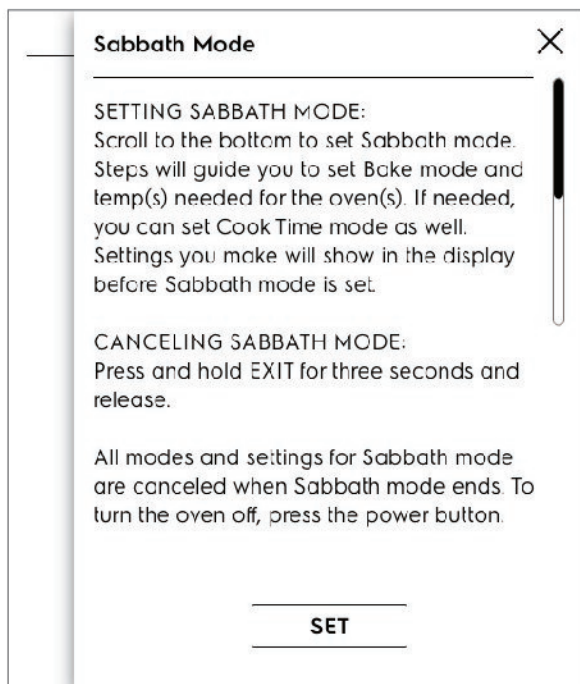 Sabbath Mode
SETTING SABBATH MODE:
Scroll to the bottom to set Sabbath mode.
Steps will guide you to set Bake mode and
temp(s) needed for the oven(s). If needed,
you can set Cook Time mode as well.
Settings you make will show in the display
before Sabbath mode is set.
CANCELING SABBATH MODE:
Press and hold EXIT for three seconds and
release.
All modes and settings for Sabbath mode
are canceled when Sabbath mode ends. To
turn the oven off, press the power button.
SET